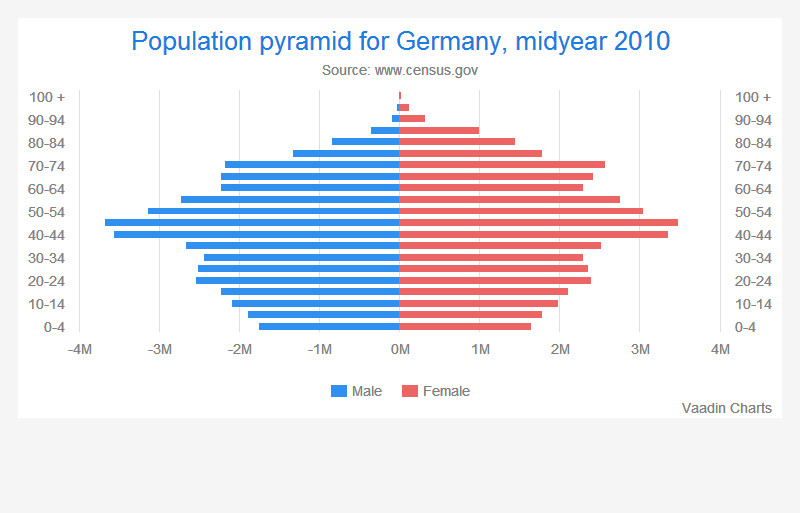 Population pyramid for Germany, midyear 2010
Source: www.census.gov
100 + 100 +
90-94 90-94
80-84 80-84
70-74 70-74
60-64 60-64
50-54 50-54
40-44 40-44
30-34 30-34
20-24 20-24
10-14 10-14
0-4 0-4
-4M -3M -2M -1M 0M 1M 2M 3M 4M
Male Female
Vaadin Charts